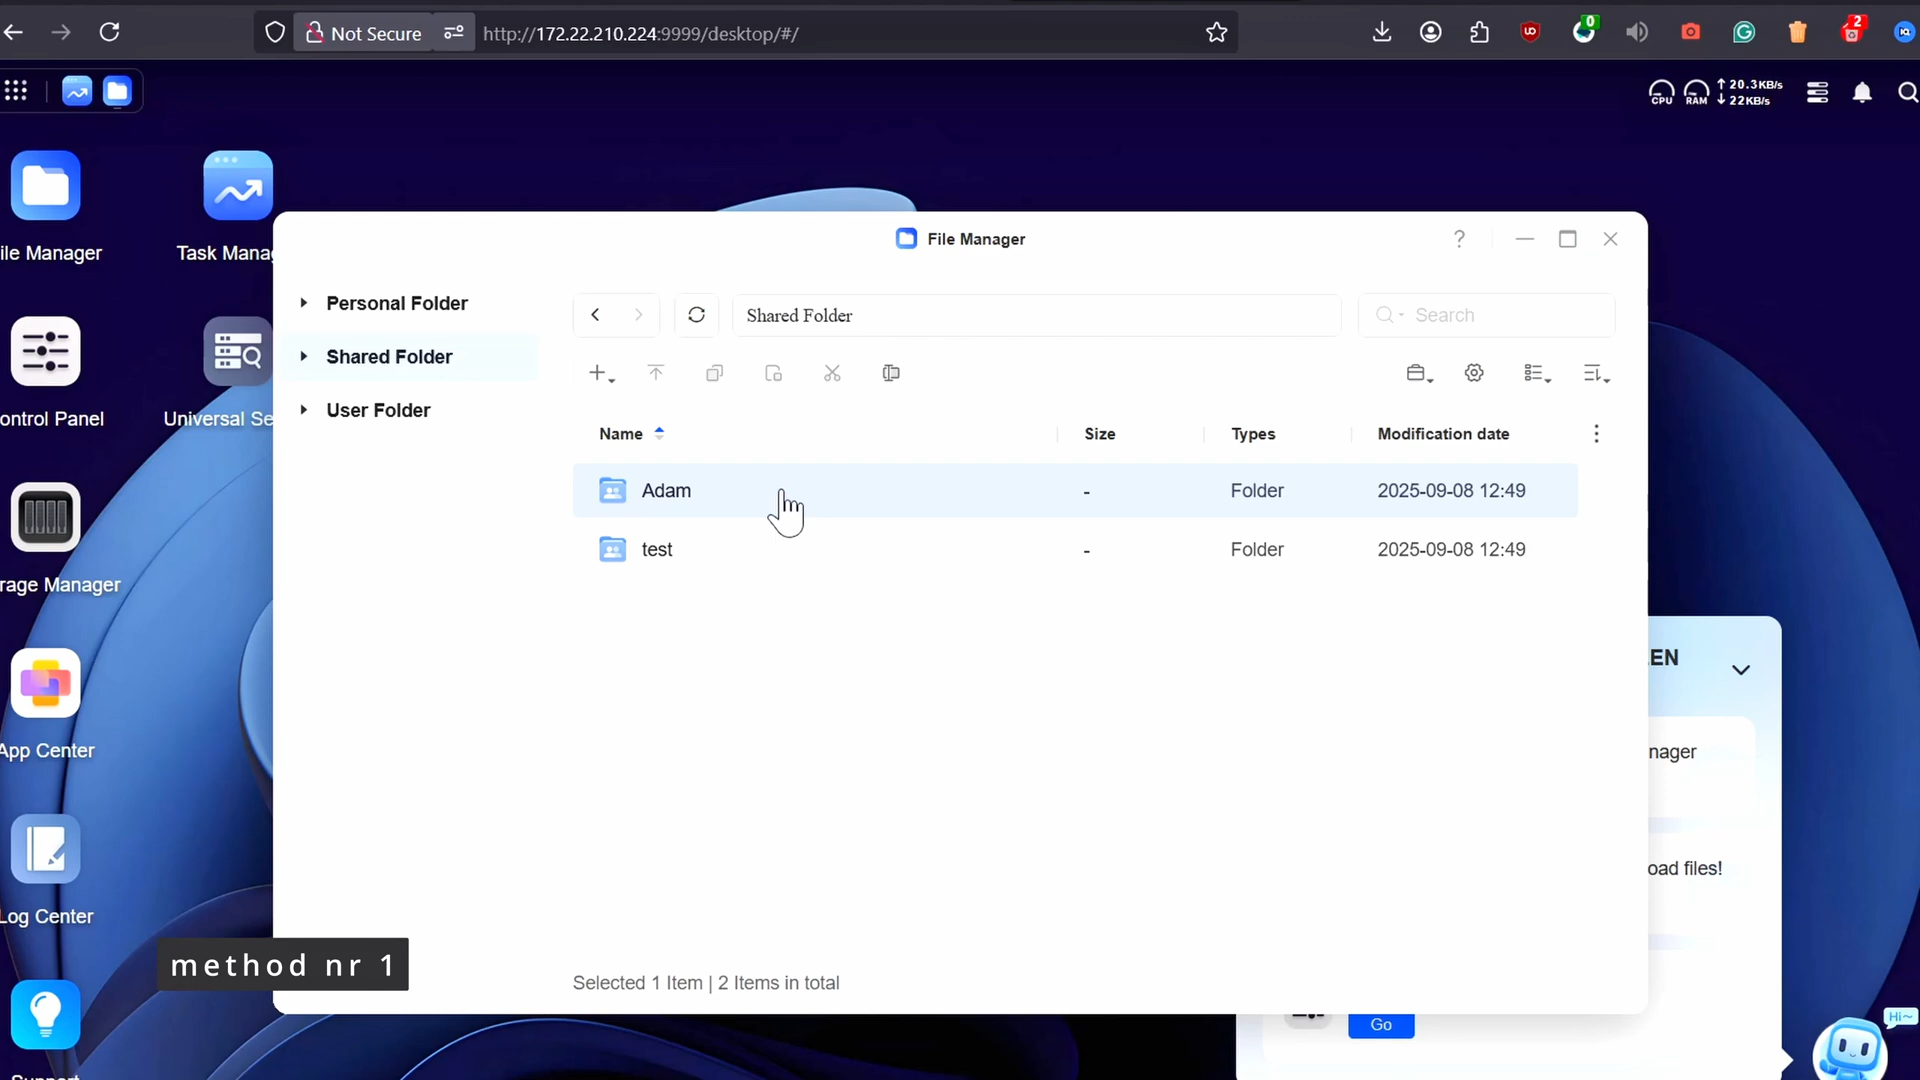 Not Secure
http://172.22.210.224:9999/desktop/#/
0
2
CPU
RAM
20.3KB/s
22KB/s
ile Manager
Task Mana
ontrol Panel
Universal Se
rage Manager
App Center
Log Center
File Manager
?
Personal Folder
Shared Folder
User Folder
Shared Folder
Search
Name
Size
Types
Modification date
Adam
-
Folder
2025-09-08 12:49
test
-
Folder
2025-09-08 12:49
Selected 1 Item | 2 Items in total
EN
nager
oad files!
Go
Hi~
method nr 1